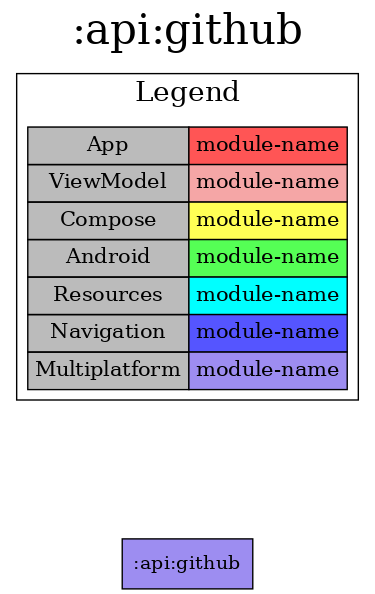 :api:github
Legend
App module-name
ViewModel module-name
Compose module-name
Android module-name
Resources module-name
Navigation module-name
Multiplatform module-name
:api:github